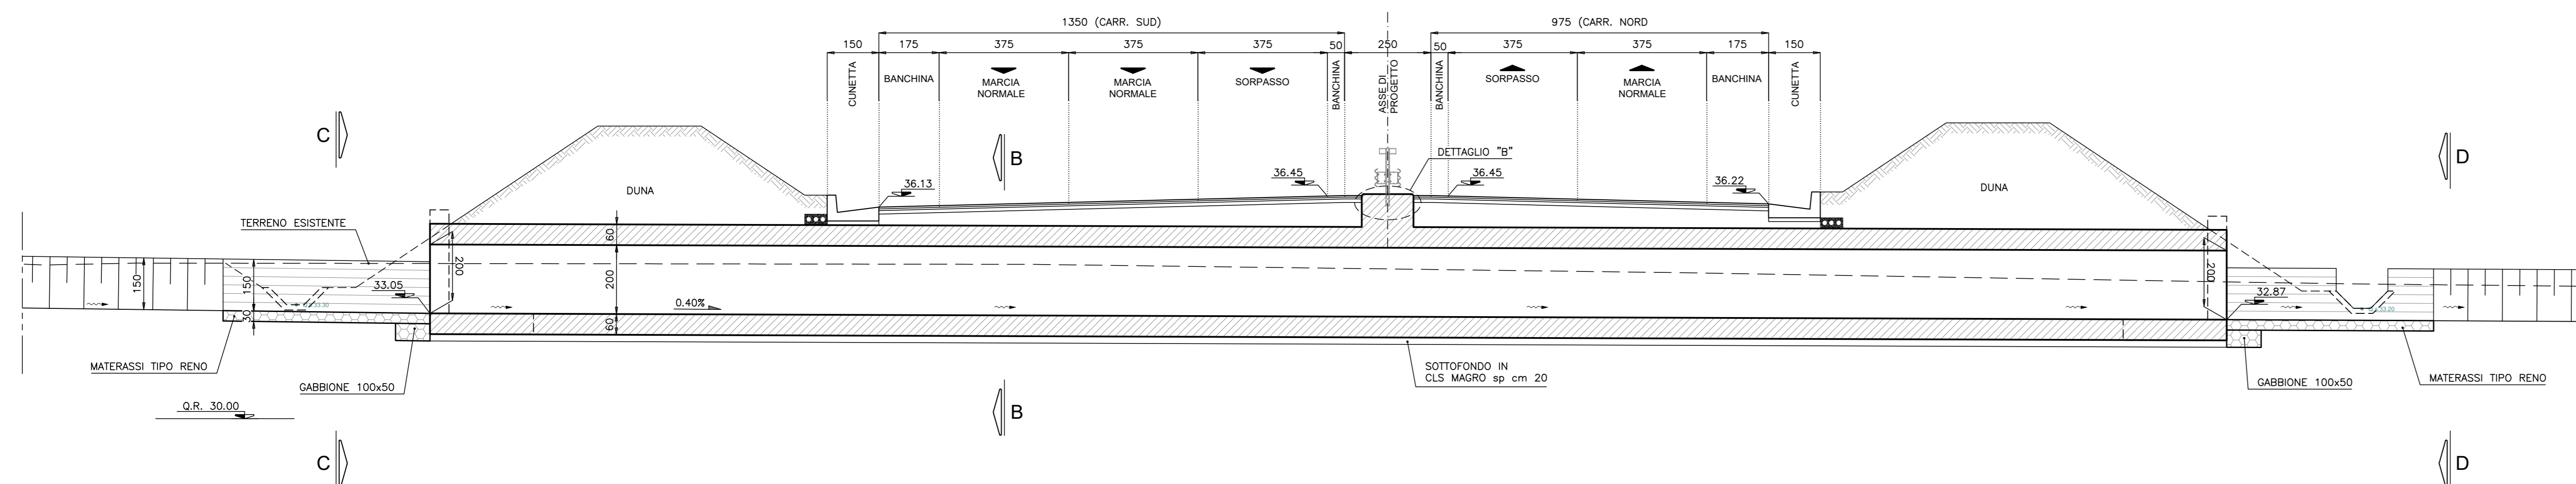 1350 (CARR. SUD)
975 (CARR. NORD
150
175
375
375
375
50
250
50
375
375
175
150
CUNETTA
BANCHINA
MARCIA
NORMALE
MARCIA
NORMALE
SORPASSO
BANCHINA
ASSE DI
PROGETTO
BANCHINA
SORPASSO
MARCIA
NORMALE
BANCHINA
CUNETTA
C
B
D
DETTAGLIO "B"
DUNA
36.13
36.45
36.45
36.22
DUNA
TERRENO ESISTENTE
60
200
200
200
150
150
33.05
33.30
0.40%
32.87
33.20
30
60
MATERASSI TIPO RENO
GABBIONE 100x50
SOTTOFONDO IN
CLS MAGRO sp cm 20
GABBIONE 100x50
MATERASSI TIPO RENO
Q.R. 30.00
B
C
D